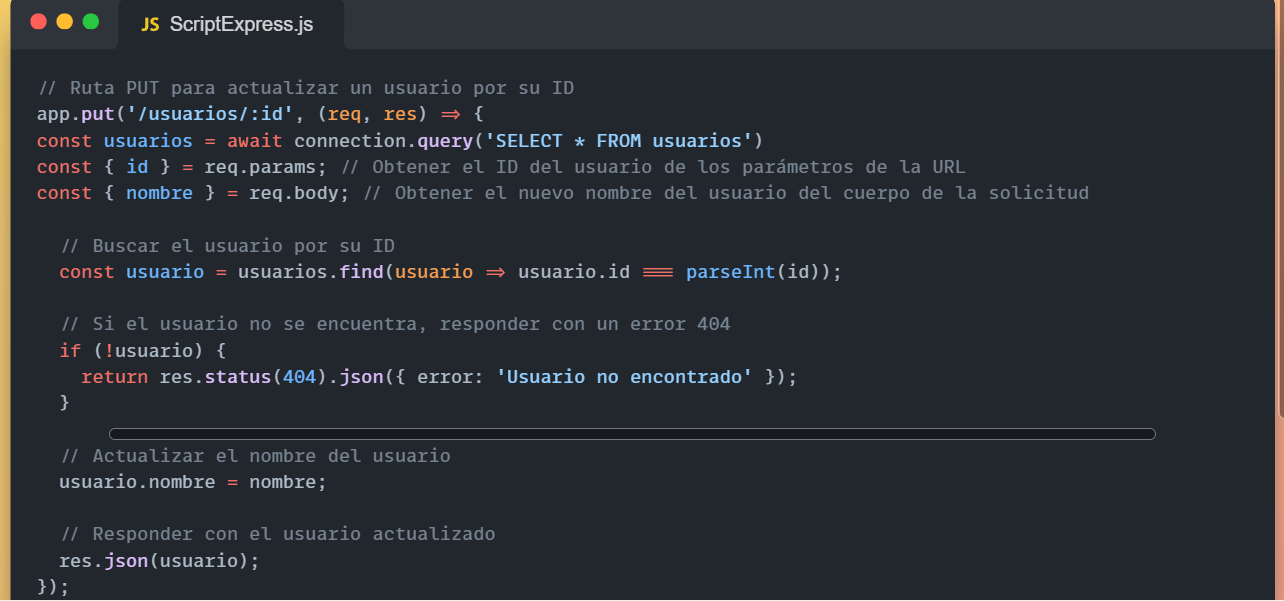 JS ScriptExpress.js
// Ruta PUT para actualizar un usuario por su ID
app.put('/usuarios/:id', (req, res) => {
const usuarios = await connection.query('SELECT * FROM usuarios')
const { id } = req.params; // Obtener el ID del usuario de los parámetros de la URL
const { nombre } = req.body; // Obtener el nuevo nombre del usuario del cuerpo de la solicitud
// Buscar el usuario por su ID
const usuario = usuarios.find(usuario => usuario.id === parseInt(id));
// Si el usuario no se encuentra, responder con un error 404
if (!usuario) {
return res.status(404).json({ error: 'Usuario no encontrado' });
}
// Actualizar el nombre del usuario
usuario.nombre = nombre;
// Responder con el usuario actualizado
res.json(usuario);
});